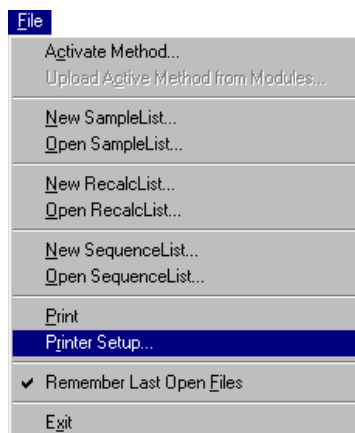 File
Activate Method...
Upload Active Method from Modules...
New SampleList...
Open SampleList...
New RecalcList...
Open RecalcList...
New SequenceList...
Open SequenceList...
Print
Printer Setup...
Remember Last Open Files
Exit